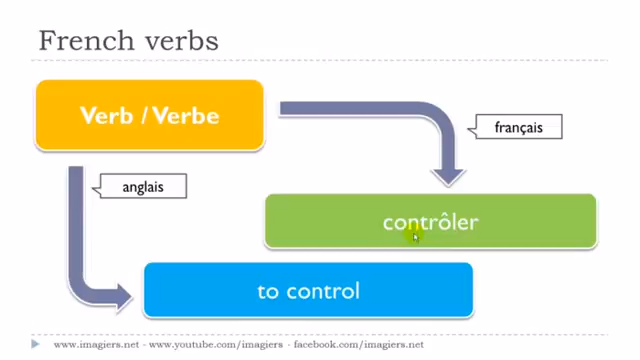 French verbs
Verb / Verbe
français
anglais
contrôler
to control
www.imagiers.net - www.youtube.com/imagiers - facebook.com/imagiers.net